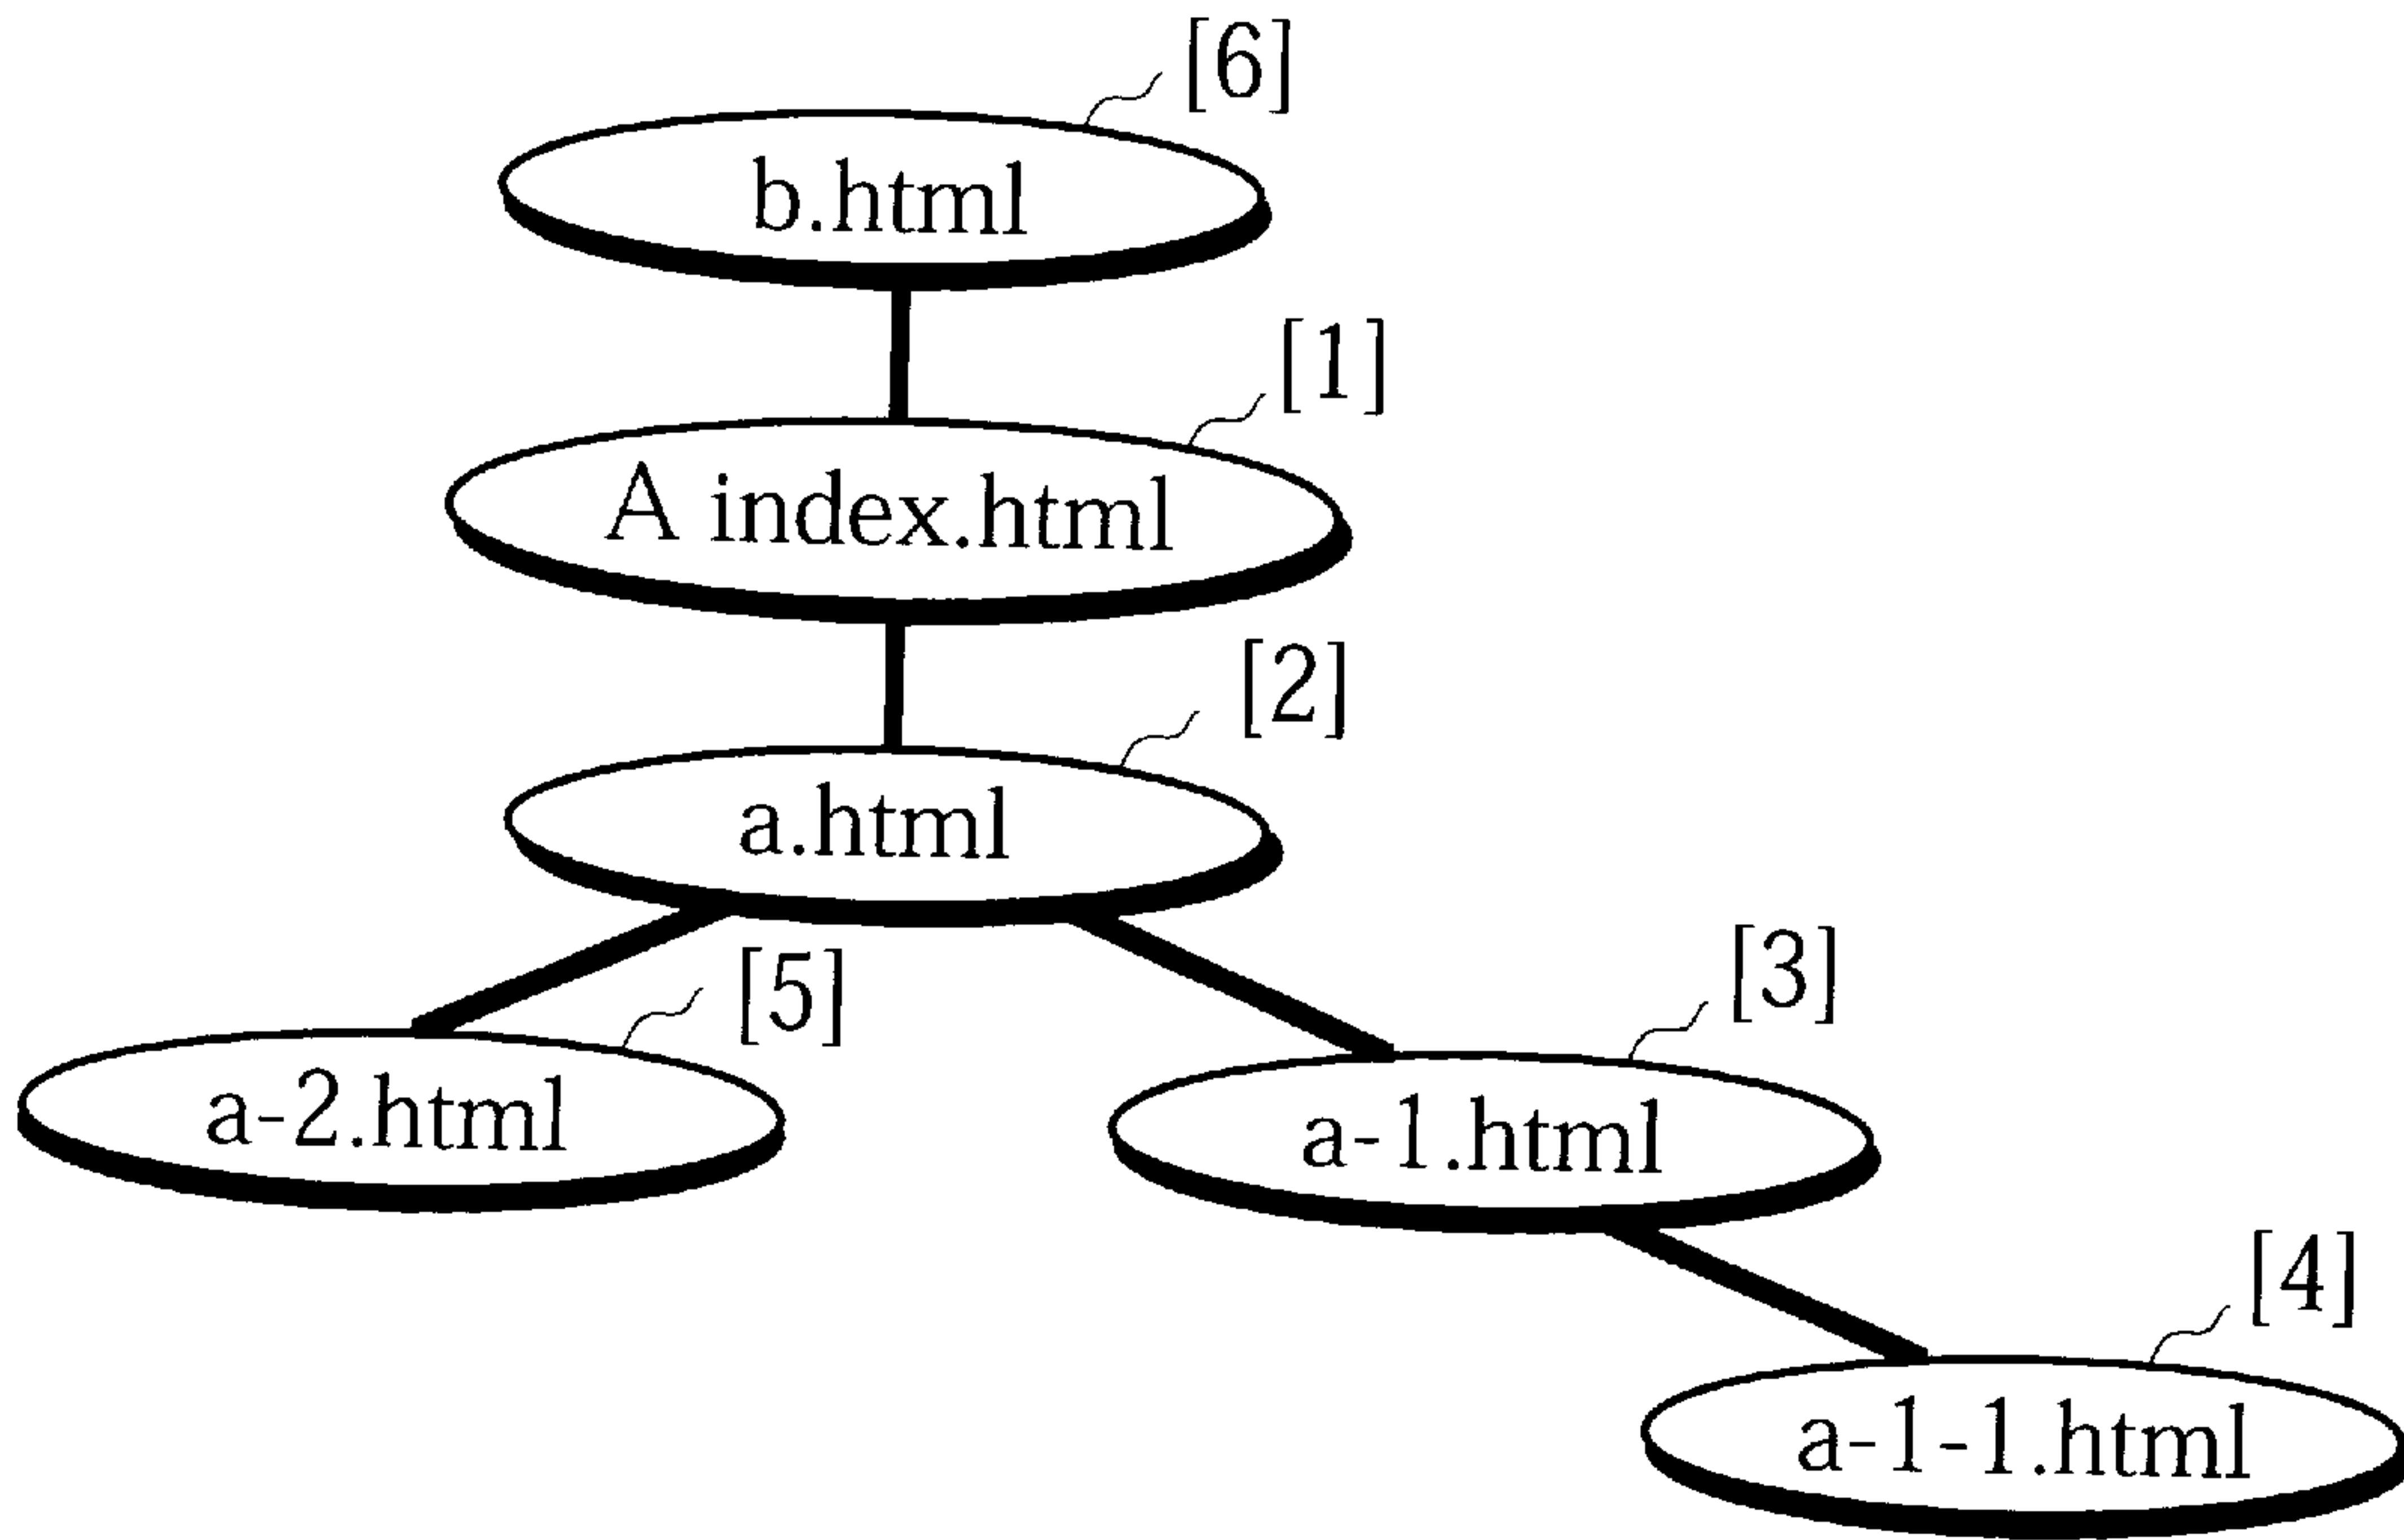 [6]
b.html
[1]
A index.html
[2]
a.html
[5]
[3]
a-2.html
a-1.html
[4]
a-1-1.html